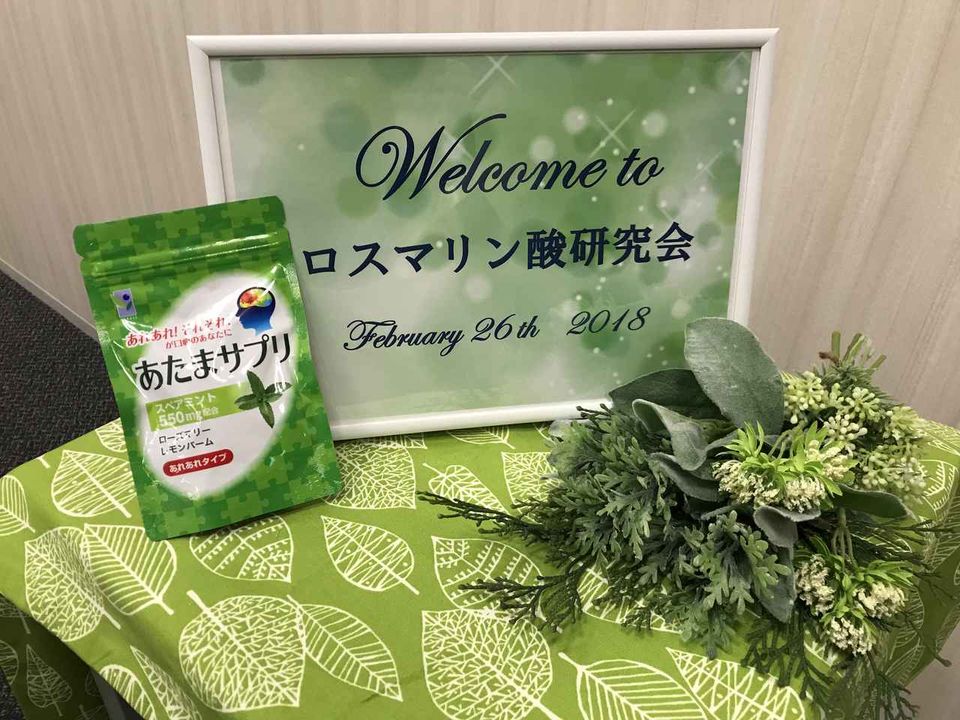 Welcome to
ロスマリン酸研究会
February 26th 2018
あれあれ!それそれ.
が口癖のあなたに
あたまサプリ
スペアミント
550mg配合
ローズマリー
レモンバーム
あれあれタイプ